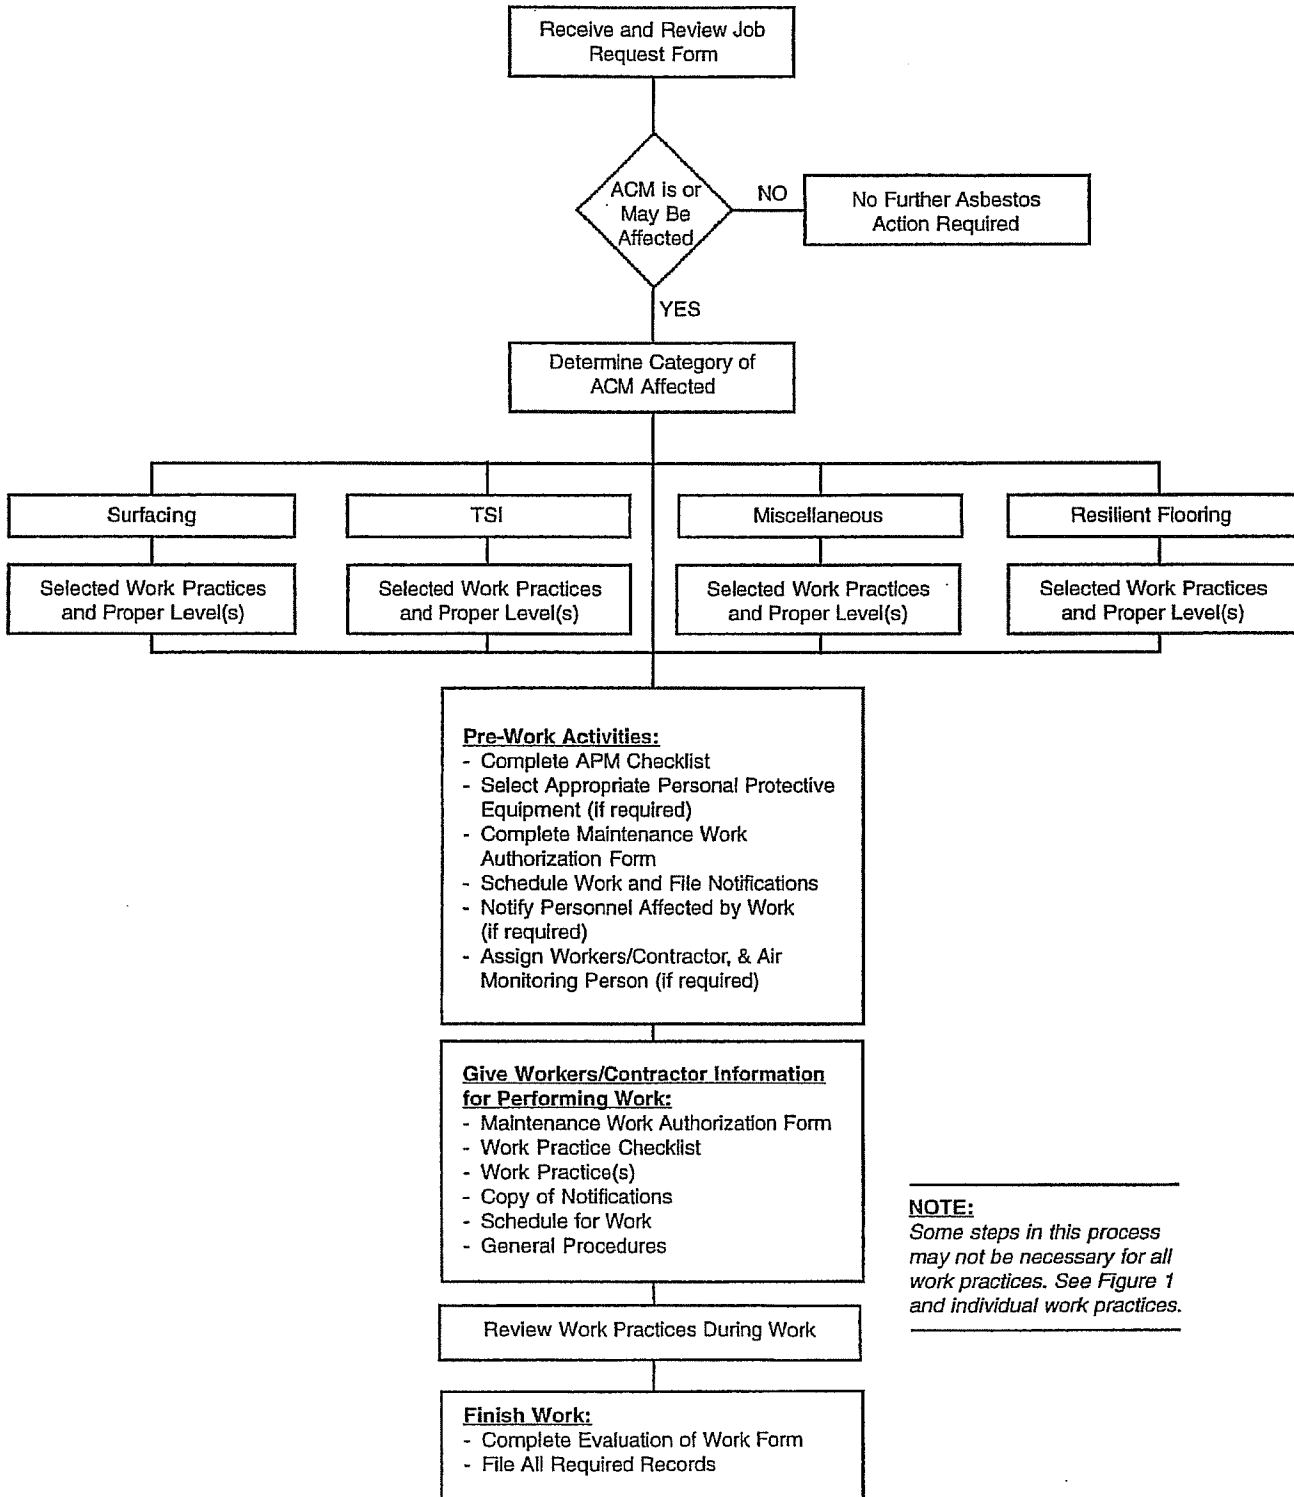 Receive and Review Job
Request Form
ACM is or
May Be
Affected
NO
No Further Asbestos
Action Required
YES
Determine Category of
ACM Affected
Surfacing
TSI
Miscellaneous
Resilient Flooring
Selected Work Practices
and Proper Level(s)
Selected Work Practices
and Proper Level(s)
Selected Work Practices
and Proper Level(s)
Selected Work Practices
and Proper Level(s)
Pre-Work Activities:
- Complete APM Checklist
- Select Appropriate Personal Protective
Equipment (if required)
- Complete Maintenance Work
Authorization Form
- Schedule Work and File Notifications
- Notify Personnel Affected by Work
(if required)
- Assign Workers/Contractor, & Air
Monitoring Person (if required)
Give Workers/Contractor Information
for Performing Work:
- Maintenance Work Authorization Form
- Work Practice Checklist
- Work Practice(s)
- Copy of Notifications
- Schedule for Work
- General Procedures
NOTE:
Some steps in this process
may not be necessary for all
work practices. See Figure 1
and individual work practices.
Review Work Practices During Work
Finish Work:
- Complete Evaluation of Work Form
- File All Required Records